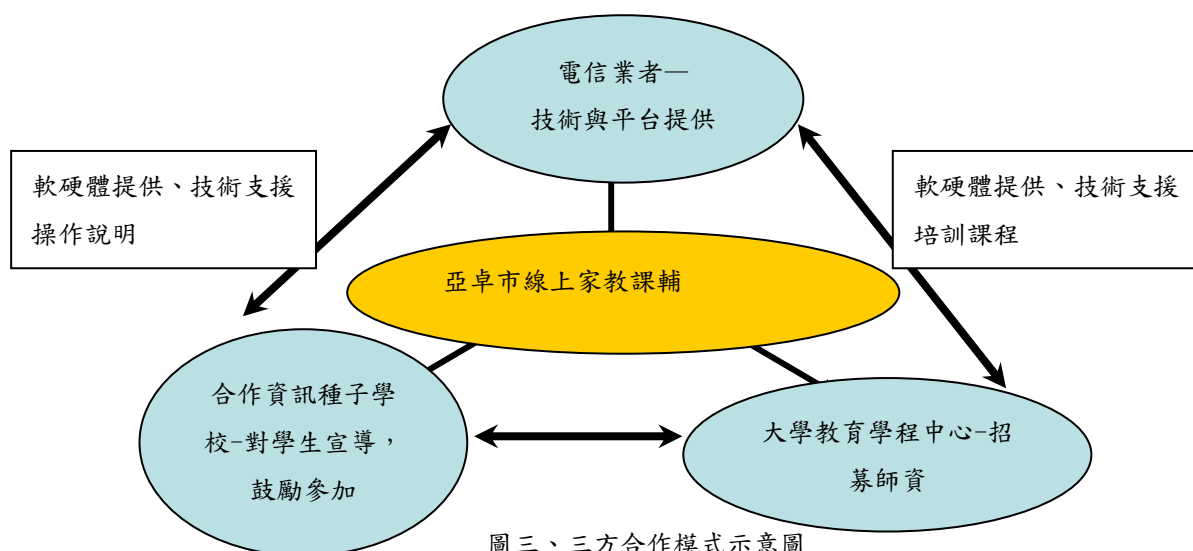 電信業者—
技術與平台提供
軟硬體提供、技術支援
操作說明
軟硬體提供、技術支援
培訓課程
亞卓市線上家教課輔
合作資訊種子學
校-對學生宣導，
鼓勵參加
大學教育學程中心-招
募師資
圖三、三方合作模式示意圖